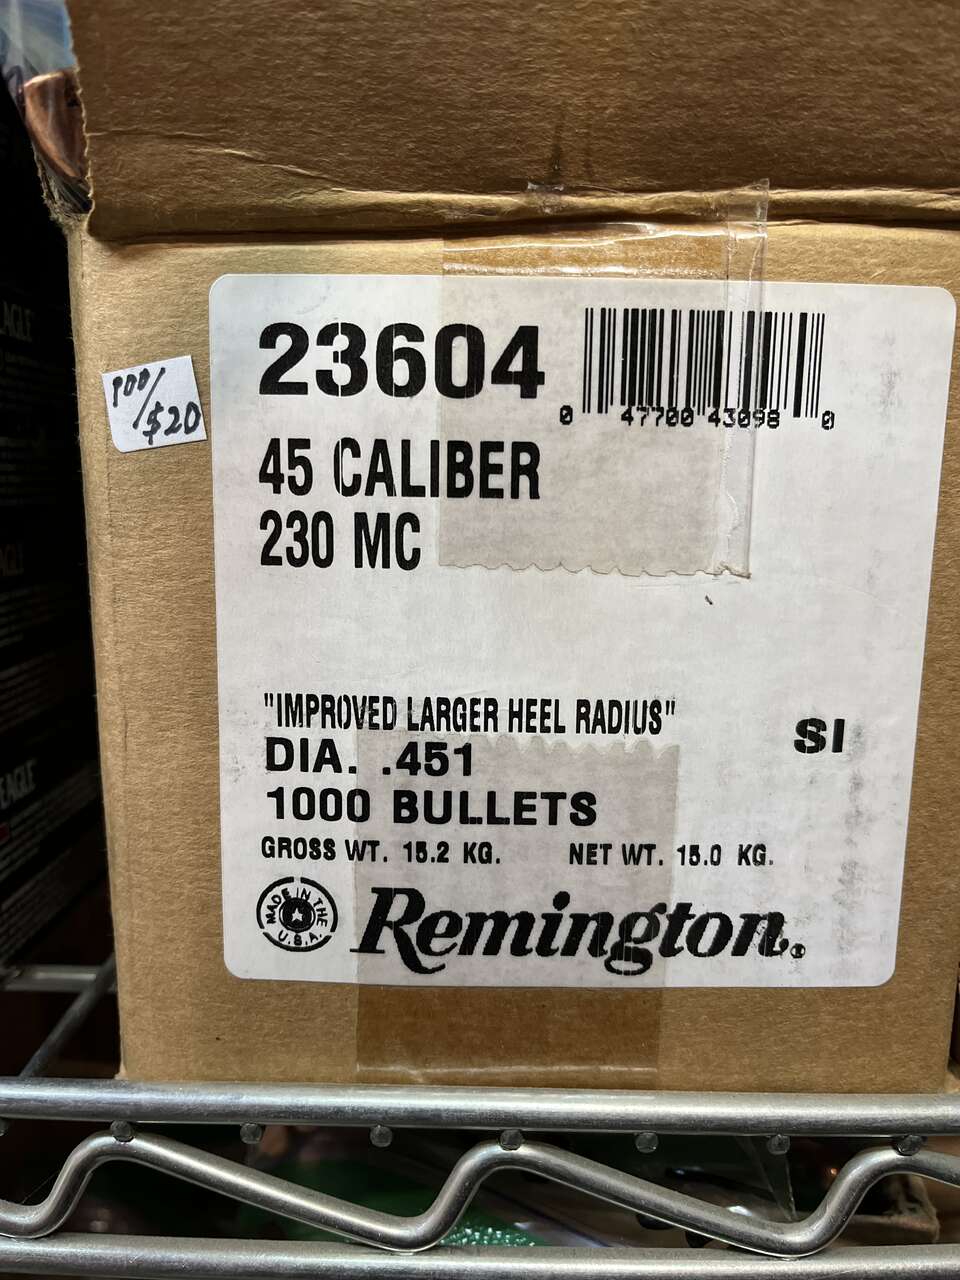 23604
0 47700 43098 0
45 CALIBER
230 MC
/$20
"IMPROVED LARGER HEEL RADIUS"
SI
DIA. .451
1000 BULLETS
GROSS WT. 15.2 KG. NET WT. 15.0 KG.
MADE IN THE U.S.A.
Remington.
EAGLE